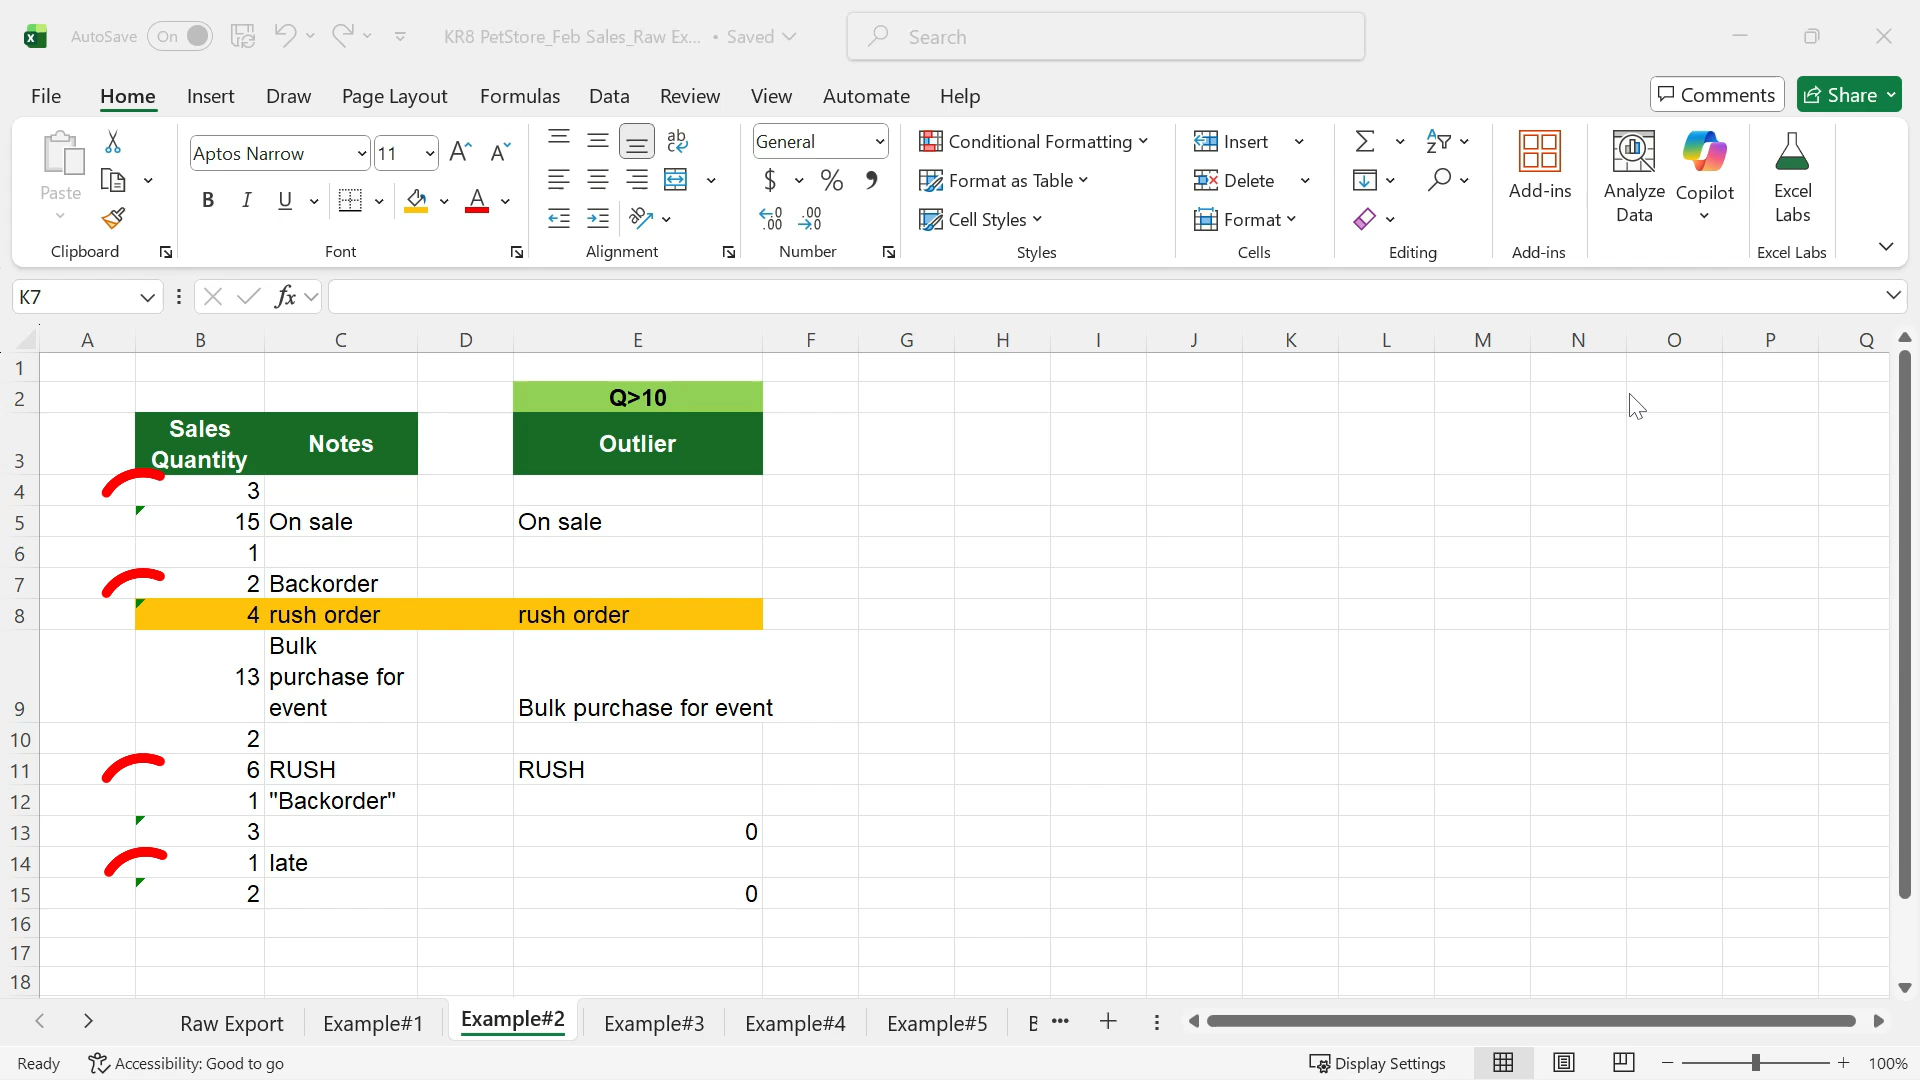 AutoSave On KR8 PetStore_Feb Sales_Raw Ex... • Saved Search
File Home Insert Draw Page Layout Formulas Data Review View Automate Help Comments Share
Paste
Clipboard
Aptos Narrow 11
B I U A
Font
ab
Alignment
General
$ % 9
.00 .00
Number
Conditional Formatting
Format as Table
Cell Styles
Styles
Insert
Delete
Format
Cells
Editing
Add-ins
Add-ins
Analyze
Data
Copilot
Excel
Labs
Excel Labs
K7 fx
A B C D E F G H I J K L M N O P Q
1
2 Q>10
3 Sales Quantity Notes Outlier
4 3
5 15 On sale On sale
6 1
7 2 Backorder
8 4 rush order rush order
Bulk
13 purchase for
9 event Bulk purchase for event
10 2
11 6 RUSH RUSH
12 1 "Backorder"
13 3 0
14 1 late
15 2 0
16
17
18
Raw Export Example#1 Example#2 Example#3 Example#4 Example#5
Ready Accessibility: Good to go Display Settings 100%